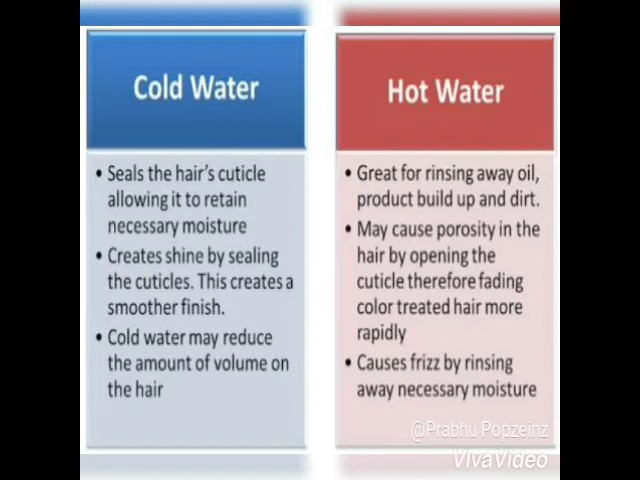 Cold Water
• Seals the hair's cuticle
allowing it to retain
necessary moisture
• Creates shine by sealing
the cuticles. This creates a
smoother finish.
• Cold water may reduce
the amount of volume on
the hair
Hot Water
• Great for rinsing away oil,
product build up and dirt.
• May cause porosity in the
hair by opening the
cuticle therefore fading
color treated hair more
rapidly
• Causes frizz by rinsing
away necessary moisture
@Prabhu Popzeinz
VivaVideo